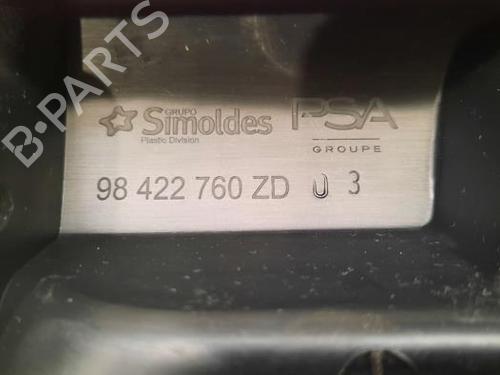 GRUPO
Simoldes
Plastic Division
PSA
GROUPE
98 422 760 ZD U 3
B-PARTS